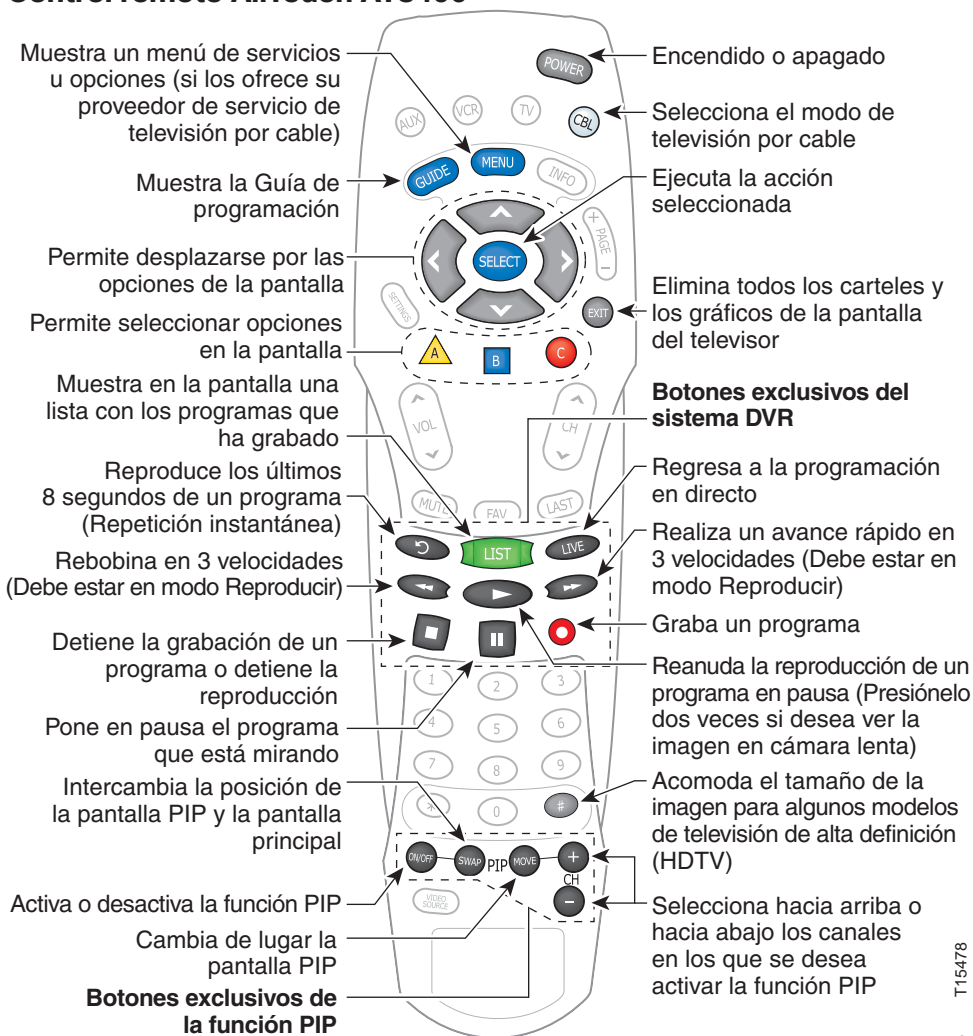 Muestra un menú de servicios
u opciones (si los ofrece su
proveedor de servicio de
televisión por cable)
Muestra la Guía de
programación
Permite desplazarse por las
opciones de la pantalla
Permite seleccionar opciones
en la pantalla
Muestra en la pantalla una
lista con los programas que
ha grabado
Reproduce los últimos
8 segundos de un programa
(Repetición instantánea)
Rebobina en 3 velocidades
(Debe estar en modo Reproducir)
Detiene la grabación de un
programa o detiene la
reproducción
Pone en pausa el programa
que está mirando
Intercambia la posición de
la pantalla PIP y la pantalla
principal
Activa o desactiva la función PIP
Cambia de lugar la
pantalla PIP
Botones exclusivos de
la función PIP
POWER
AUX
VCR
TV
CBL
GUIDE
MENU
INFO
+ PAGE −
SELECT
SETTINGS
EXIT
A
B
C
VOL
CH
MUTE
FAV
LAST
LIST
LIVE
1
2
3
4
5
6
7
8
9
*
0
#
ON/OFF
SWAP
PIP
MOVE
+
CH
−
VIDEO
SOURCE
Encendido o apagado
Selecciona el modo de
televisión por cable
Ejecuta la acción
seleccionada
Elimina todos los carteles y
los gráficos de la pantalla
del televisor
Botones exclusivos del
sistema DVR
Regresa a la programación
en directo
Realiza un avance rápido en
3 velocidades (Debe estar en
modo Reproducir)
Graba un programa
Reanuda la reproducción de un
programa en pausa (Presiónelo
dos veces si desea ver la
imagen en cámara lenta)
Acomoda el tamaño de la
imagen para algunos modelos
de televisión de alta definición
(HDTV)
Selecciona hacia arriba o
hacia abajo los canales
en los que se desea
activar la función PIP
T15478